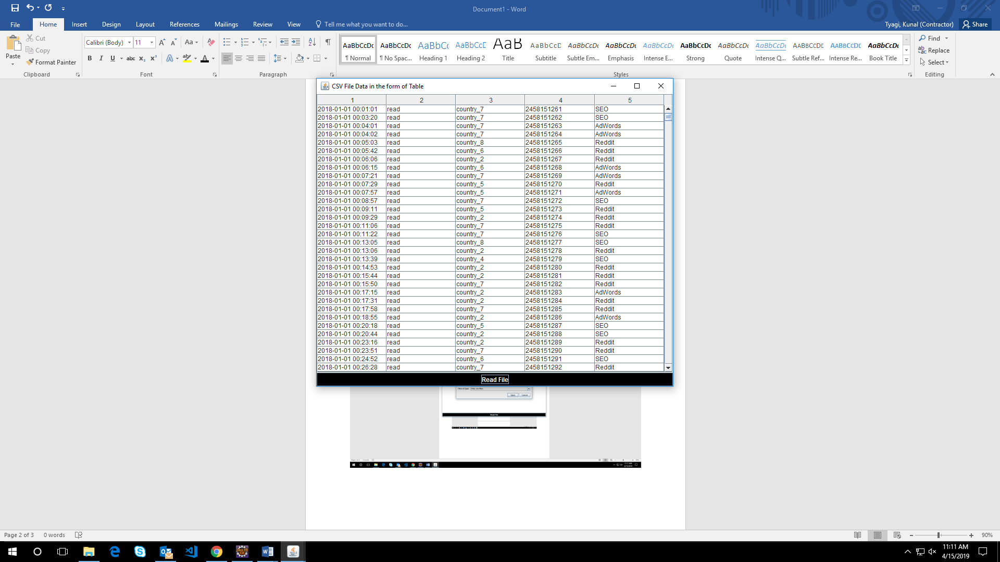 Document1 - Word
File Home Insert Design Layout References Mailings Review View Tell me what you want to do... Tyagi, Kunal (Contractor) Share
Paste Cut Copy Format Painter
Clipboard
Calibri (Body) 11 Aa
B I U abc x₂ x² A A
Font
Paragraph
AaBbCcDc AaBbCcDc AaBbCc AaBbCcD AaB AaBbCcD AaBbCcDc AaBbCcDc AaBbCcDc AaBbCcDc AaBbCcDc AaBbCcDc AABBCCDE AABBCCDE AaBbCcDc
¶ Normal ¶ No Spac... Heading 1 Heading 2 Title Subtitle Subtle Em... Emphasis Intense E... Strong Quote Intense Q... Subtle Ref... Intense Re... Book Title
Styles
Find
Replace
Select
Editing
CSV File Data in the form of Table
1 2 3 4 5
2018-01-01 00:01:01 read country_7 2458151261 SEO
2018-01-01 00:03:20 read country_7 2458151262 SEO
2018-01-01 00:04:01 read country_7 2458151263 AdWords
2018-01-01 00:04:02 read country_7 2458151264 AdWords
2018-01-01 00:05:03 read country_8 2458151265 Reddit
2018-01-01 00:05:42 read country_6 2458151266 Reddit
2018-01-01 00:06:06 read country_2 2458151267 Reddit
2018-01-01 00:06:15 read country_6 2458151268 AdWords
2018-01-01 00:07:21 read country_7 2458151269 AdWords
2018-01-01 00:07:29 read country_5 2458151270 Reddit
2018-01-01 00:07:57 read country_5 2458151271 AdWords
2018-01-01 00:08:57 read country_7 2458151272 SEO
2018-01-01 00:09:11 read country_5 2458151273 Reddit
2018-01-01 00:09:29 read country_2 2458151274 Reddit
2018-01-01 00:11:06 read country_7 2458151275 Reddit
2018-01-01 00:11:22 read country_7 2458151276 SEO
2018-01-01 00:13:05 read country_8 2458151277 SEO
2018-01-01 00:13:06 read country_2 2458151278 Reddit
2018-01-01 00:13:39 read country_4 2458151279 SEO
2018-01-01 00:14:53 read country_2 2458151280 Reddit
2018-01-01 00:15:44 read country_2 2458151281 Reddit
2018-01-01 00:15:50 read country_7 2458151282 Reddit
2018-01-01 00:17:15 read country_2 2458151283 AdWords
2018-01-01 00:17:31 read country_2 2458151284 Reddit
2018-01-01 00:17:58 read country_7 2458151285 Reddit
2018-01-01 00:18:55 read country_2 2458151286 AdWords
2018-01-01 00:20:18 read country_5 2458151287 SEO
2018-01-01 00:20:44 read country_2 2458151288 SEO
2018-01-01 00:23:16 read country_2 2458151289 Reddit
2018-01-01 00:23:51 read country_7 2458151290 Reddit
2018-01-01 00:24:52 read country_6 2458151291 SEO
2018-01-01 00:26:28 read country_7 2458151292 Reddit
Read File
Open Cancel
Read File
Page 2 of 3 0 words 90%
11:11 AM
4/15/2019